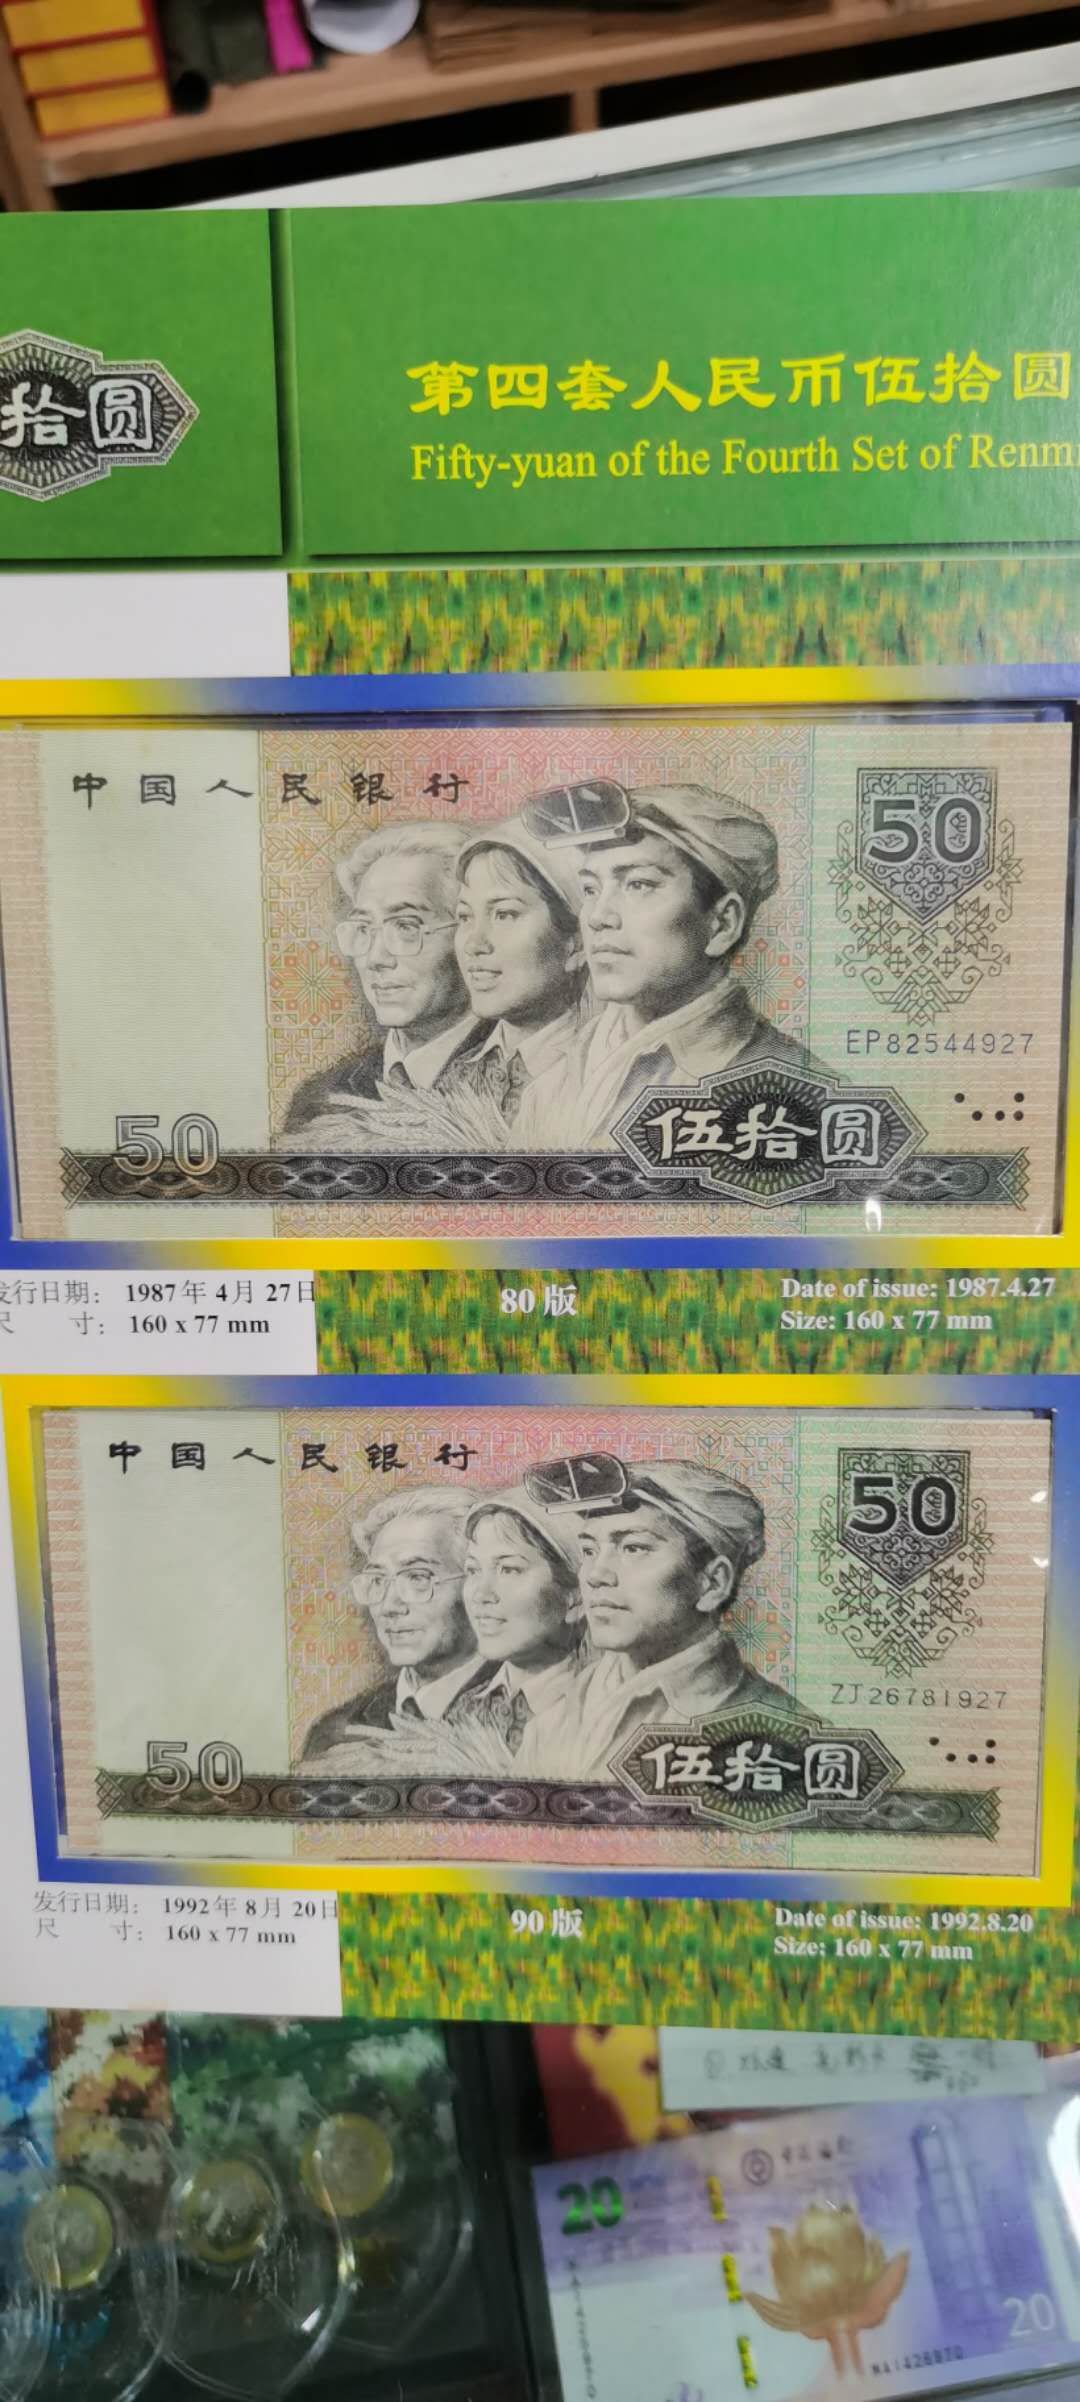 拾圆
第四套人民币伍拾圆
Fifty-yuan of the Fourth Set of Renm
中国人民银行
50
EP82544927
50
伍拾圆
发行日期： 1987年 4月 27日
尺 寸： 160 x 77 mm
80 版
Date of issue: 1987.4.27
Size: 160 x 77 mm
中国人民银行
50
ZJ26781927
50
伍拾圆
发行日期： 1992年 8月 20日
尺 寸： 160 x 77 mm
90 版
Date of issue: 1992.8.20
Size: 160 x 77 mm
20
20